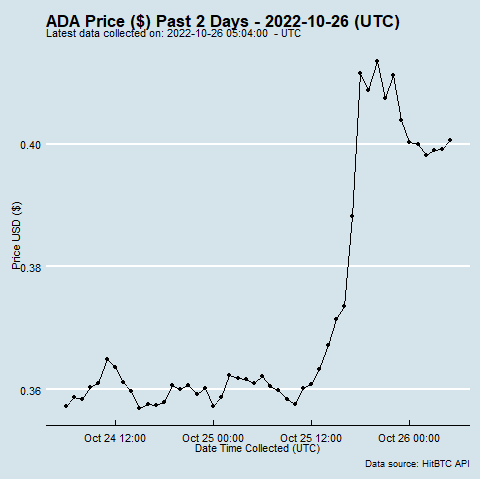 ADA Price ($) Past 2 Days - 2022-10-26 (UTC)
Latest data collected on: 2022-10-26 05:04:00 - UTC
Price USD ($)
0.40
0.38
0.36
Oct 24 12:00
Oct 25 00:00
Oct 25 12:00
Oct 26 00:00
Date Time Collected (UTC)
Data source: HitBTC API